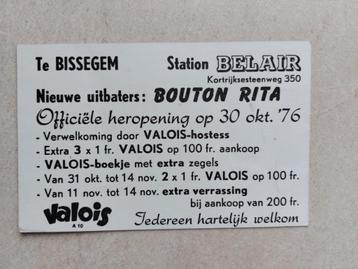 Te BISSEGEM Station BELAIR
Kortrijksesteenweg 350
Nieuwe uitbaters: BOUTON RITA
Officiële heropening op 30 okt. '76
- Verwelkoming door VALOIS-hostess
- Extra 3 x 1 fr. VALOIS op 100 fr. aankoop
- VALOIS-boekje met extra zegels
- Van 31 okt. tot 14 nov. 2 x 1 fr. VALOIS op 100 fr.
- Van 11 nov. tot 14 nov extra verrassing
bij aankoop van 200 fr.
Valois
A 10
Iedereen hartelijk welkom